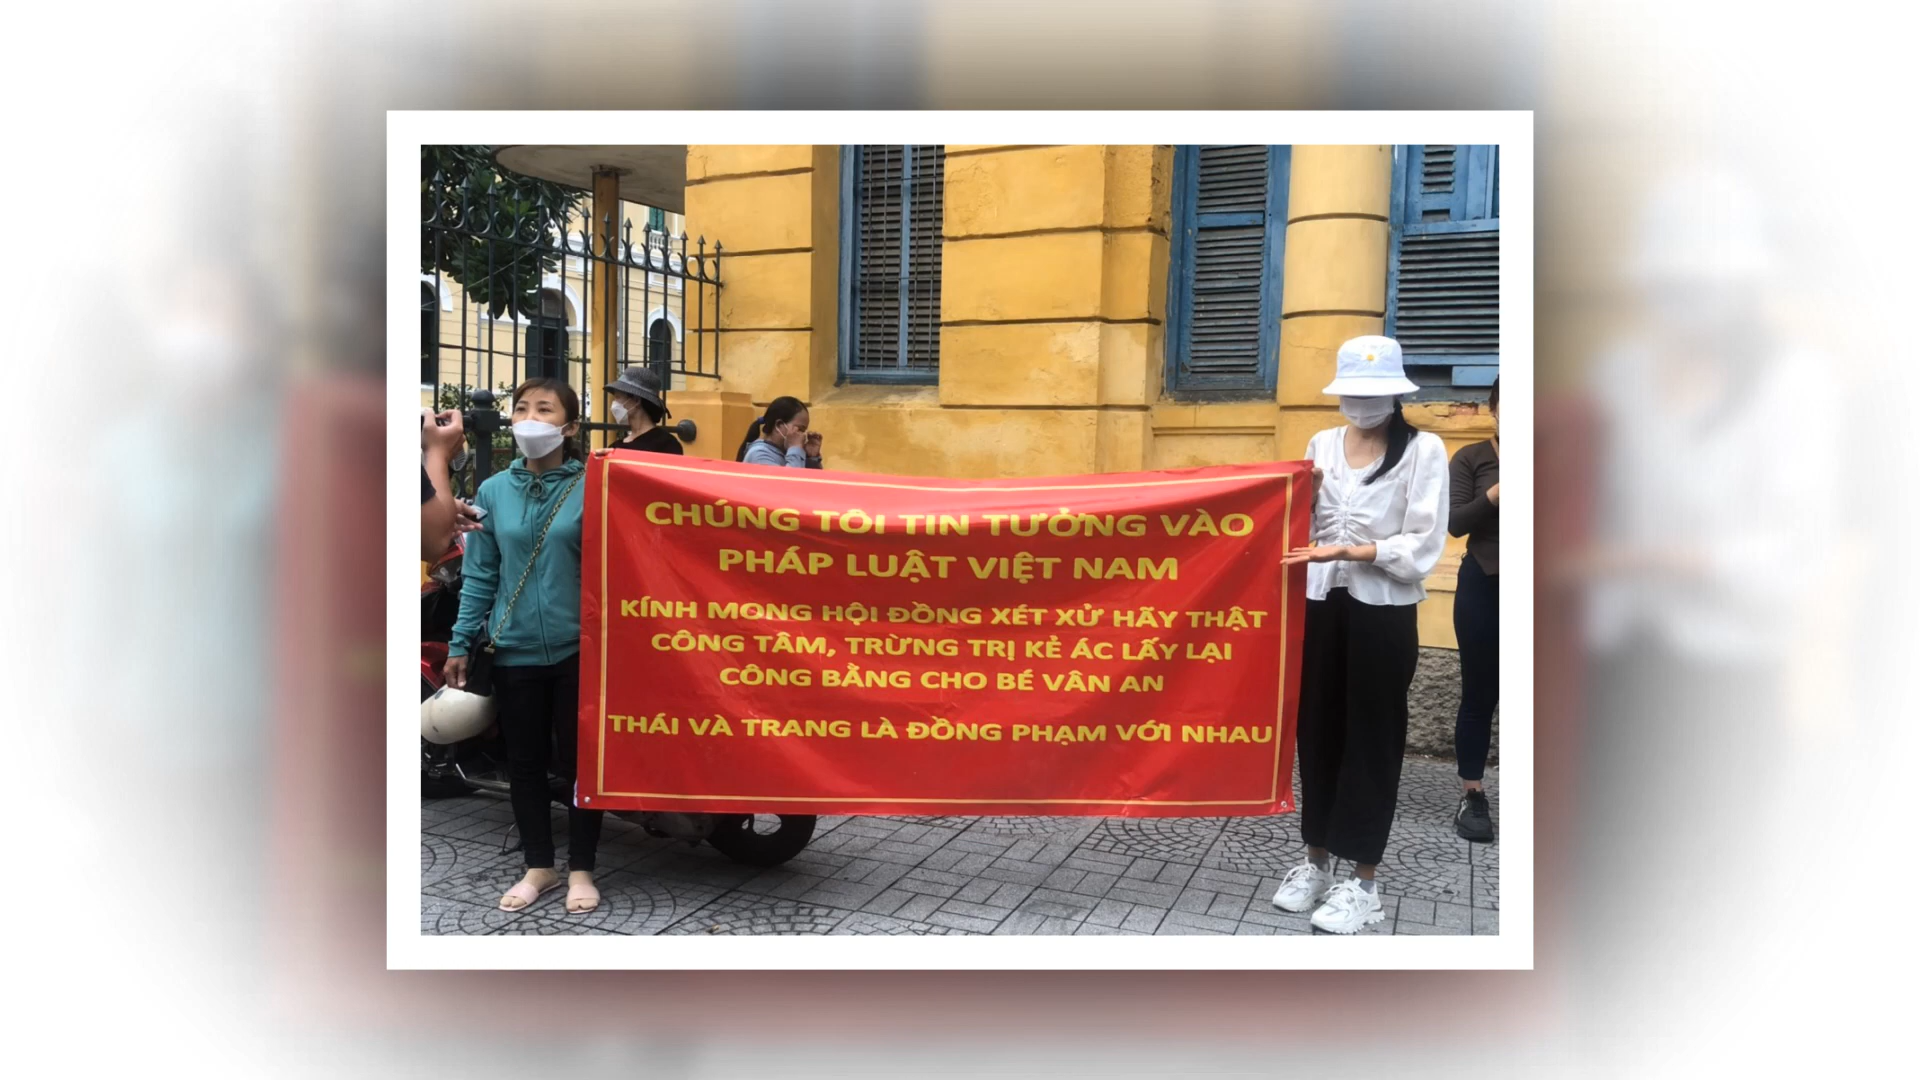 CHÚNG TÔI TIN TƯỞNG VÀO
PHÁP LUẬT VIỆT NAM
KÍNH MONG HỘI ĐỒNG XÉT XỬ HÃY THẬT
CÔNG TÂM, TRỪNG TRỊ KẺ ÁC LẤY LẠI
CÔNG BẰNG CHO BÉ VÂN AN
THÁI VÀ TRANG LÀ ĐỒNG PHẠM VỚI NHAU